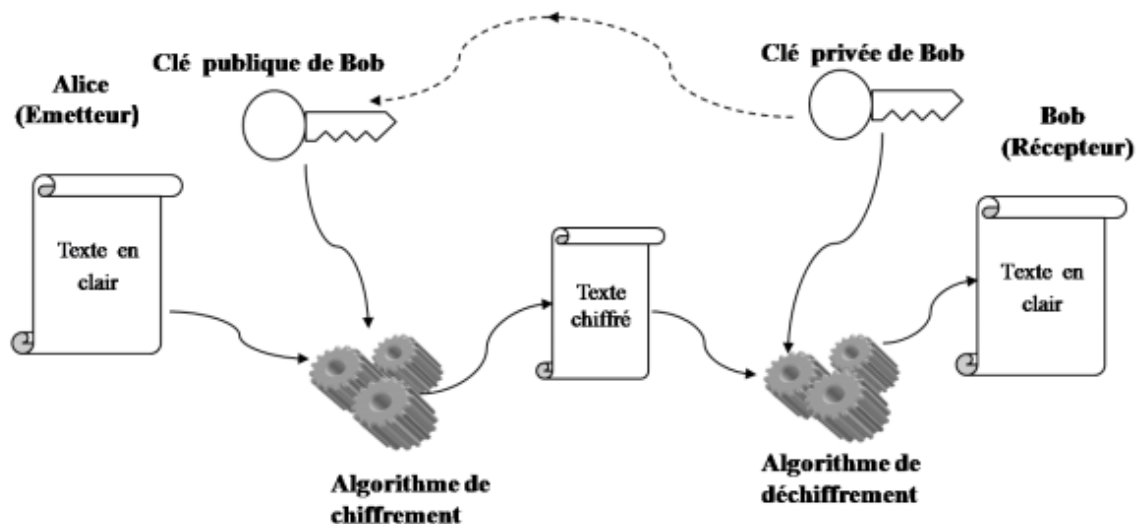 Clé publique de Bob
Clé privée de Bob
Alice
(Emetteur)
Bob
(Récepteur)
Texte en
clair
Texte
chiffré
Texte en
clair
Algorithme de
chiffrement
Algorithme de
déchiffrement